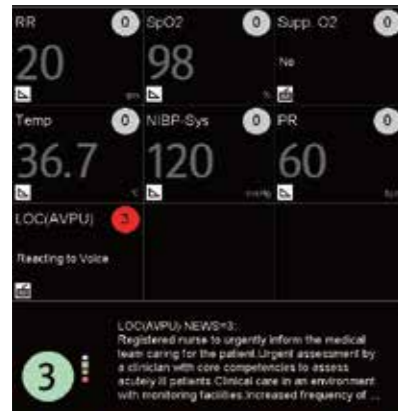 RR 0 SpO2 0 Supp. O2 0
20 98 No
Temp 0 NIBP-Sys 0 PR 0
36.7 120 60
°C mmHg
LOC(AVPU) 3
Reacting to Voice
LOC(AVPU) NEWS=3:
Registered nurse to urgently inform the medical
team caring for the patient.Urgent assessment by
a clinician with core competencies to assess
acutely ill patients.Clinical care in an environment
with monitoring facilities.Increased frequency of ...
3